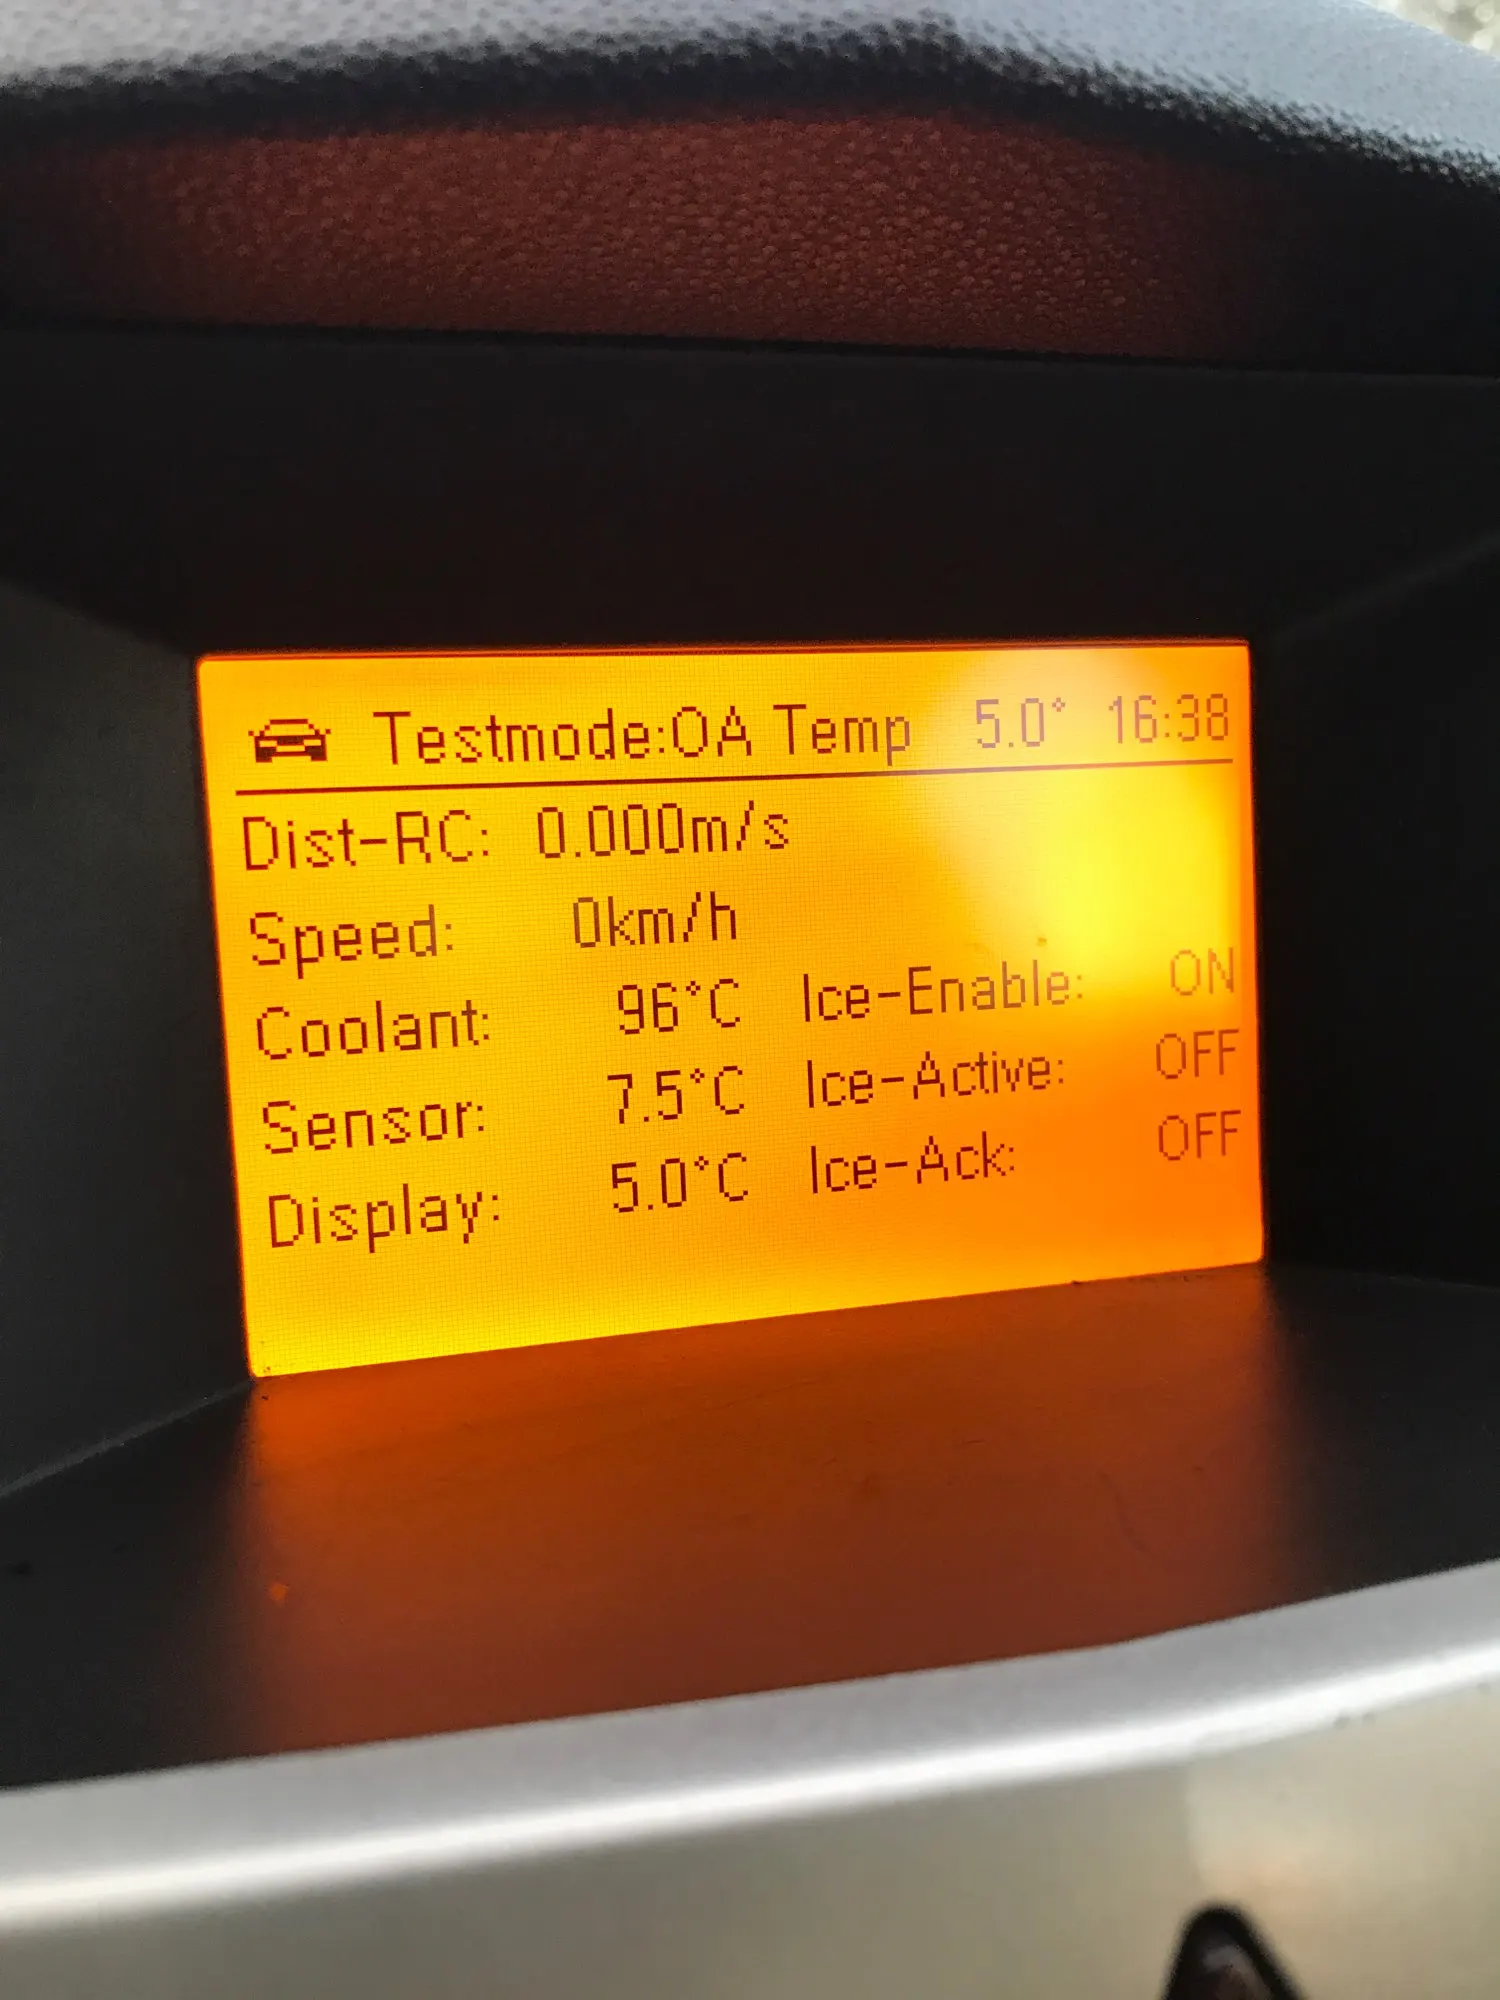 Testmode:OA Temp 5.0° 16:38
Dist-RC: 0.000m/s
Speed: 0km/h
Coolant: 96°C Ice-Enable: ON
Sensor: 7.5°C Ice-Active: OFF
Display: 5.0°C Ice-Ack: OFF